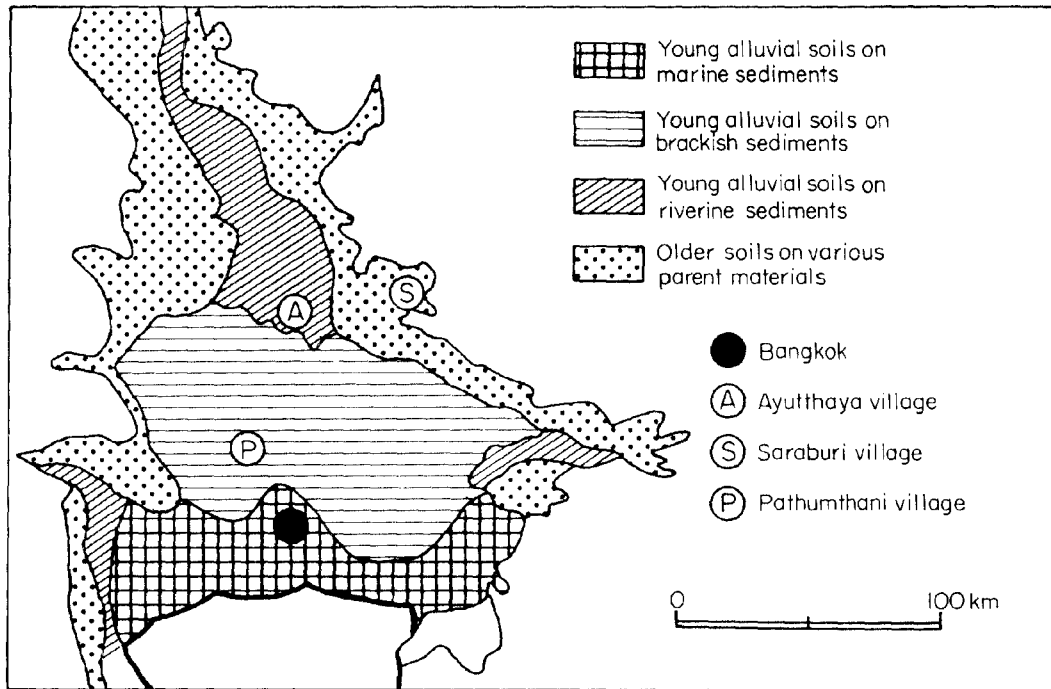 Young alluvial soils on
marine sediments
Young alluvial soils on
brackish sediments
Young alluvial soils on
riverine sediments
Older soils on various
parent materials
S
A
Bangkok
A Ayutthaya village
P
S Saraburi village
P Pathumthani village
0 100 km